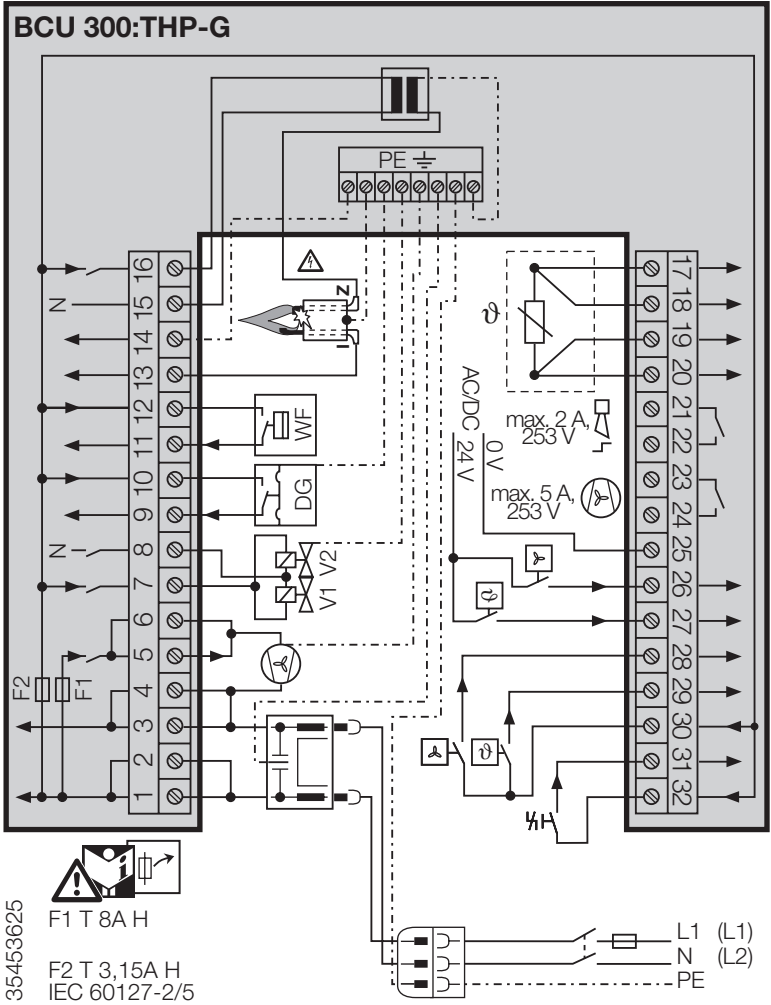 BCU 300:THP-G
PE
16
15
14
13
12
11
10
9
8
7
6
5
4
3
2
1
17
18
19
20
21
22
23
24
25
26
27
28
29
30
31
32
N
N
Z
I
WF
DG
V1 V2
F2
F1
ϑ
AC/DC
24 V
0 V
max. 2 A,
253 V
max. 5 A,
253 V
ϑ
ϑ
i
F1 T 8A H
F2 T 3,15A H
IEC 60127-2/5
35453625
L1 (L1)
N (L2)
PE